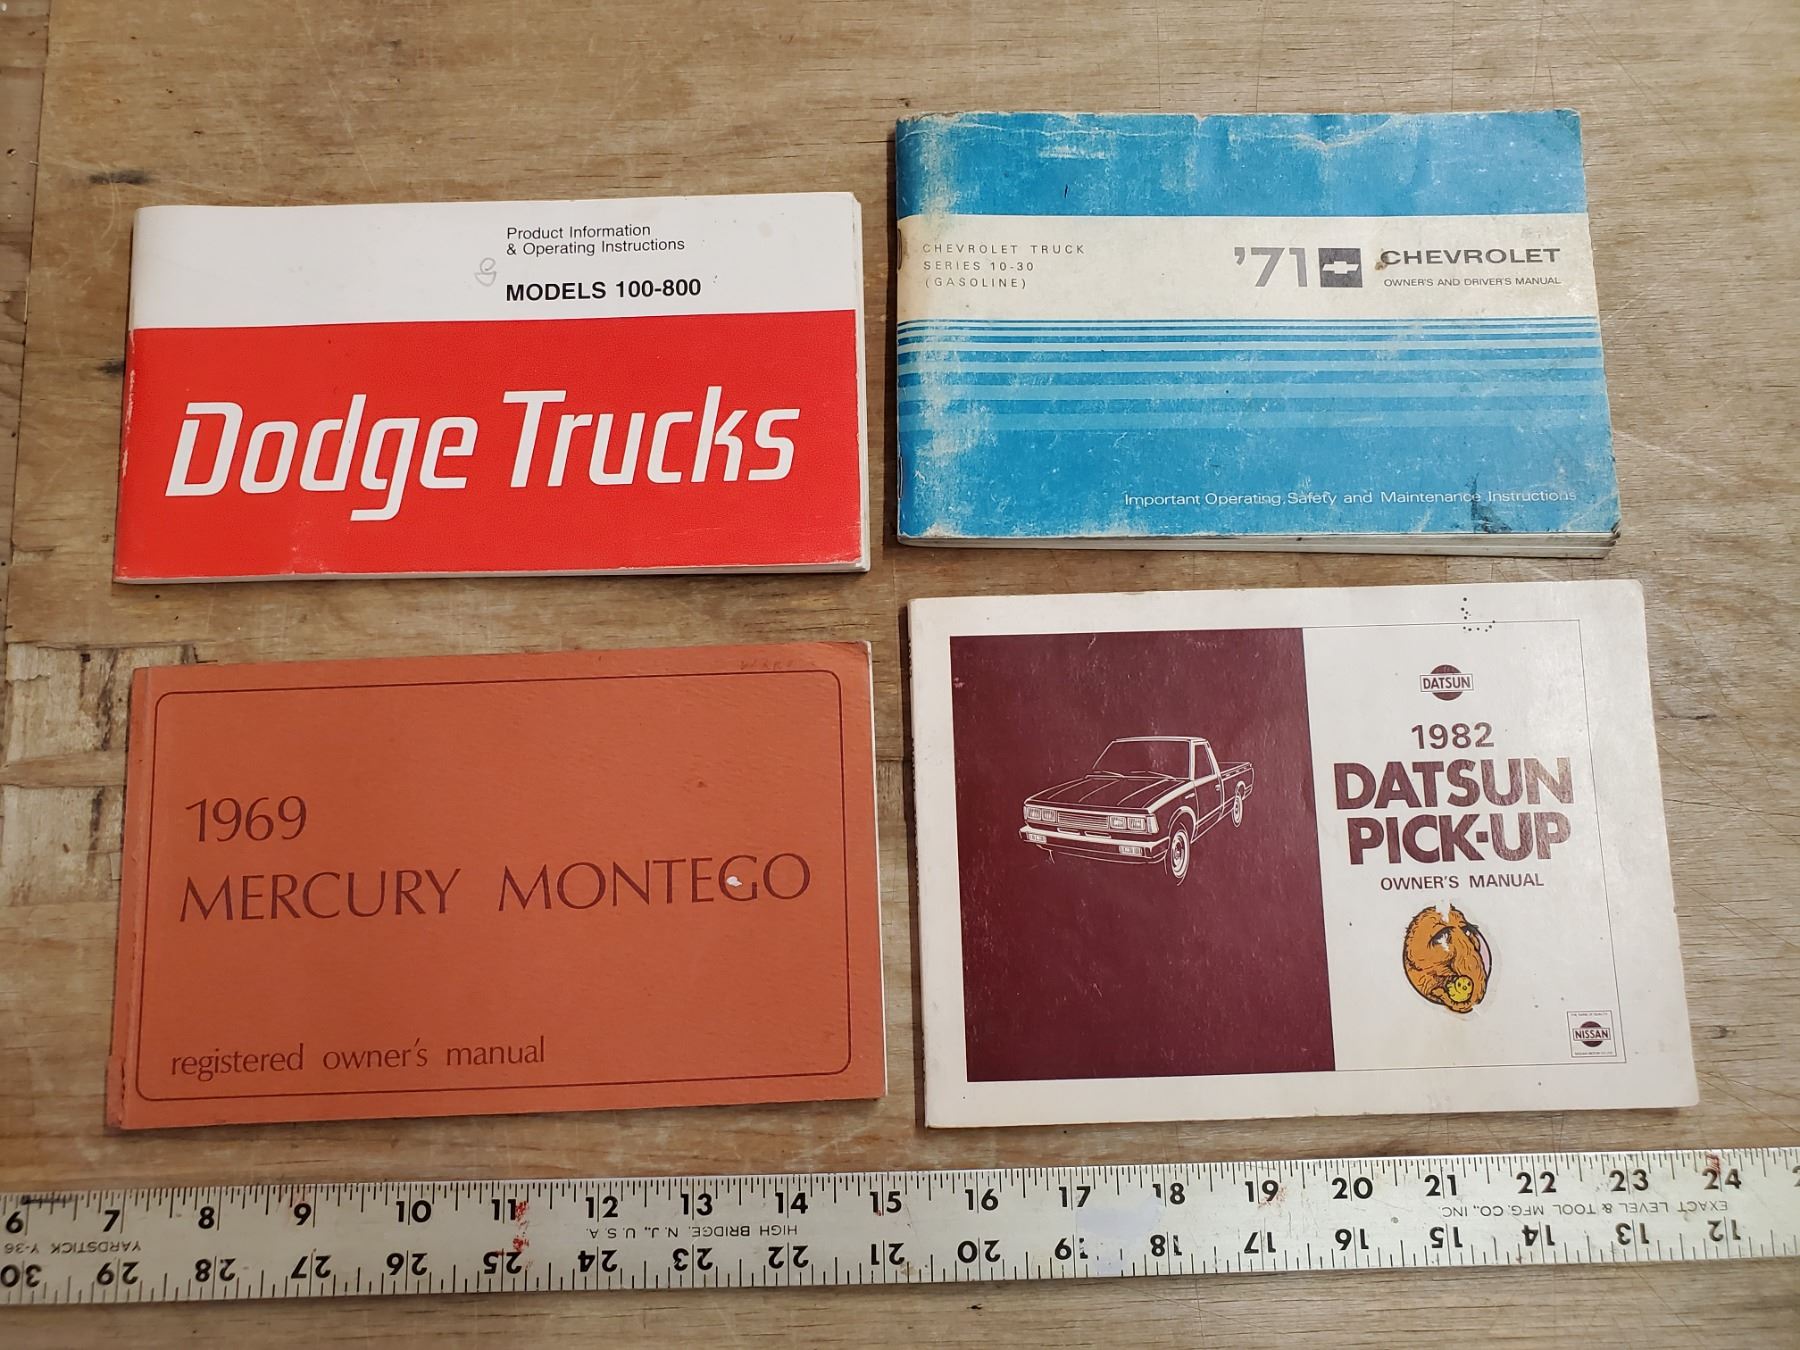 Product Information
& Operating Instructions
MODELS 100-800
Dodge Trucks
CHEVROLET TRUCK
SERIES 10-30
(GASOLINE)
'71 CHEVROLET
OWNER'S AND DRIVER'S MANUAL
Important Operating, Safety and Maintenance Instructions
1969
MERCURY MONTEGO
registered owner's manual
DATSUN
1982
DATSUN
PICK-UP
OWNER'S MANUAL
NISSAN
6 7 8 9 10 11 12 13 14 15 16 17 18 19 20 21 22 23 24
YARDSTICK Y-36
HIGH BRIDGE, N.J., U.S.A
EXACT LEVEL & TOOL MFG. CO., INC.
30 29 28 27 26 25 24 23 22 21 20 19 18 17 16 15 14 13 12